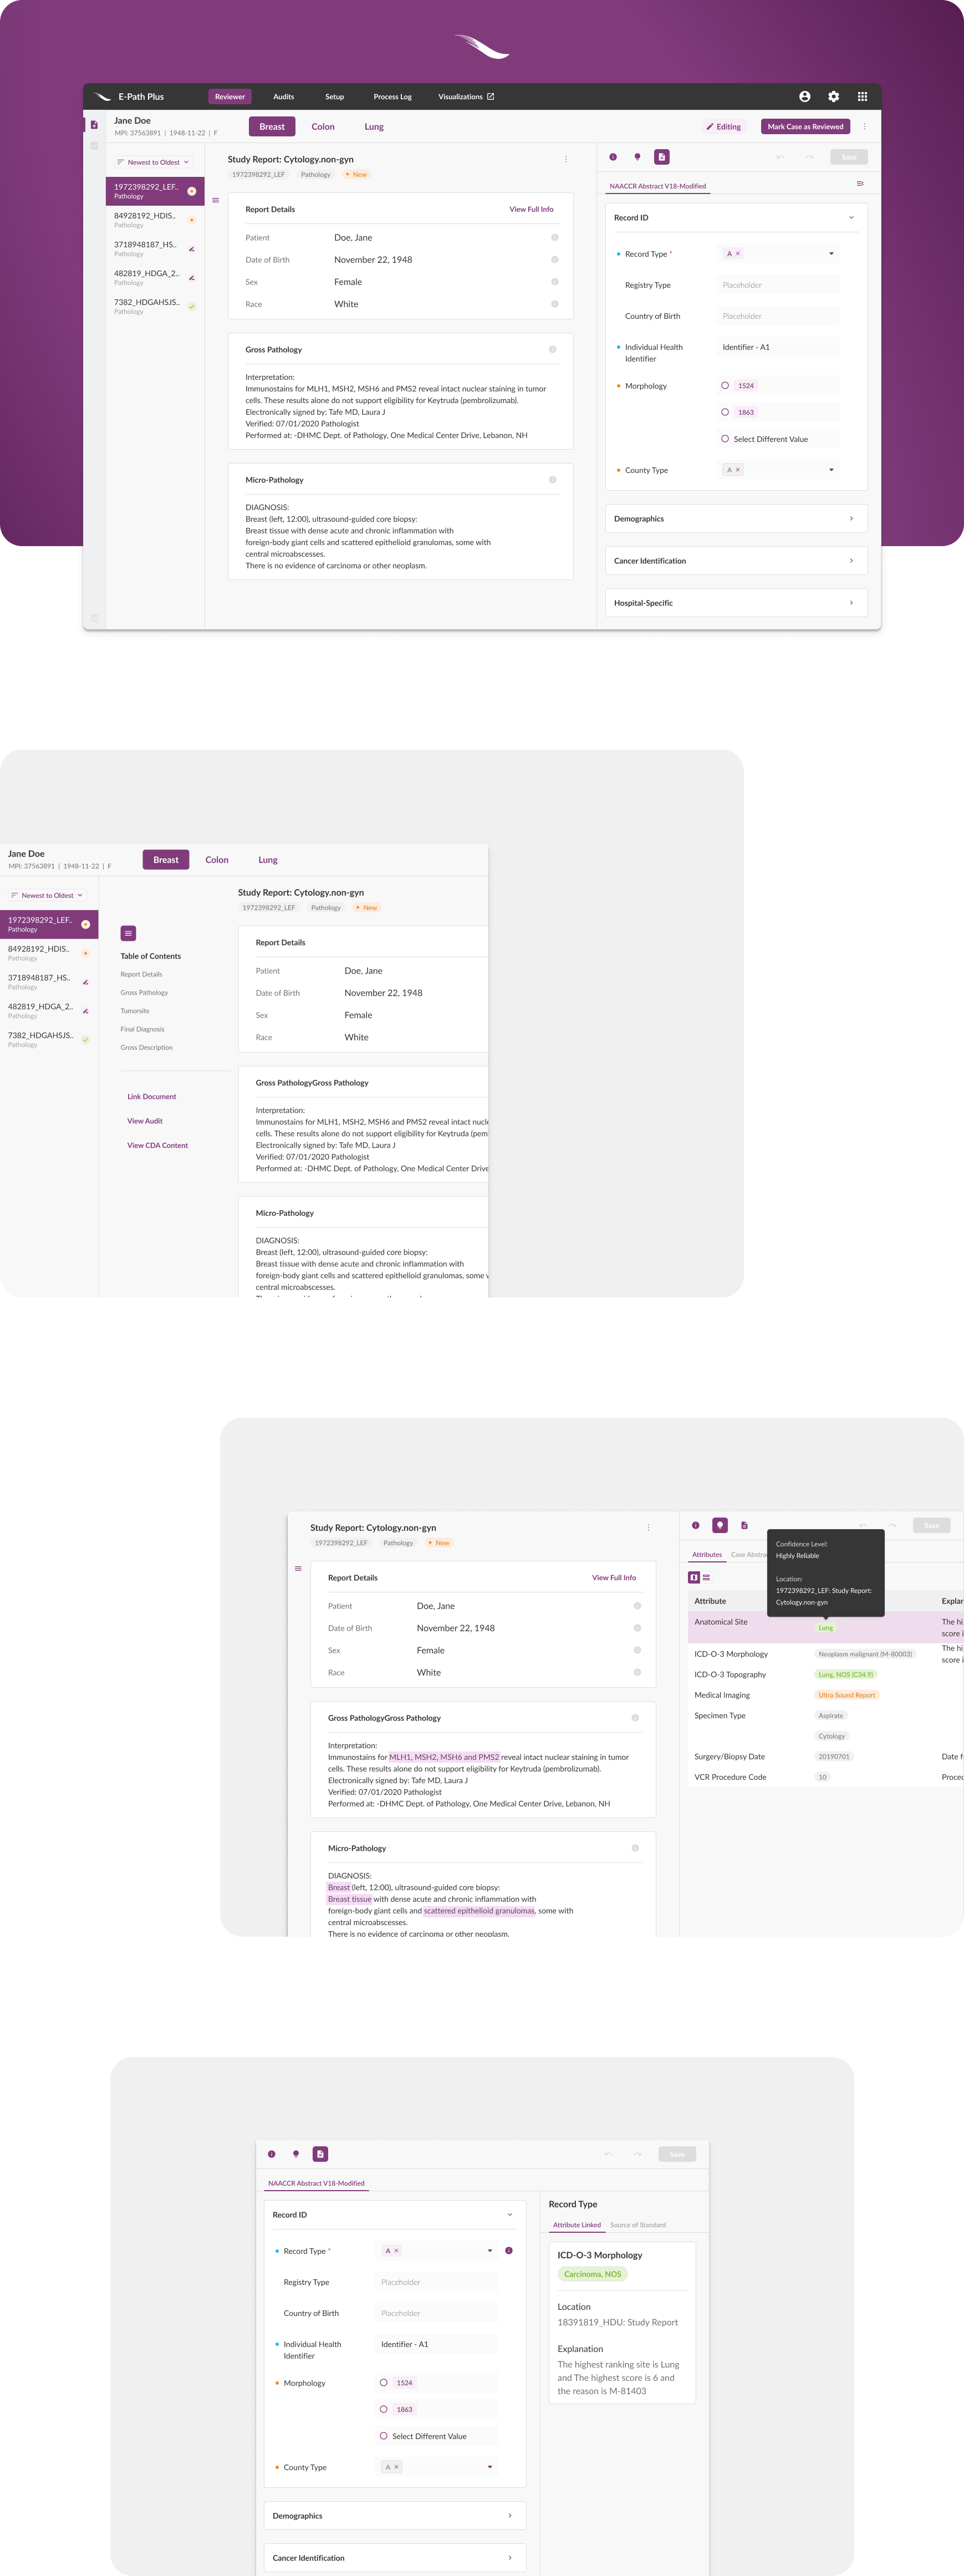 E-Path Plus
Reviewer
Audits
Setup
Process Log
Visualizations
Jane Doe
MPI: 37563891 | 1948-11-22 | F
Breast
Colon
Lung
Editing
Mark Case as Reviewed
Newest to Oldest
1972398292_LEF..
Pathology
84928192_HDIS..
Pathology
3718948187_HS..
Pathology
482819_HDGA_2..
Pathology
7382_HDGAHSJS..
Pathology
Study Report: Cytology.non-gyn
1972398292_LEF
Pathology
New
Report Details
View Full Info
Patient
Doe, Jane
Date of Birth
November 22, 1948
Sex
Female
Race
White
Gross Pathology
Interpretation:
Immunostains for MLH1, MSH2, MSH6 and PMS2 reveal intact nuclear staining in tumor
cells. These results alone do not support eligibility for Keytruda (pembrolizumab).
Electronically signed by: Tafe MD, Laura J
Verified: 07/01/2020 Pathologist
Performed at: -DHMC Dept. of Pathology, One Medical Center Drive, Lebanon, NH
Micro-Pathology
DIAGNOSIS:
Breast (left, 12:00), ultrasound-guided core biopsy:
Breast tissue with dense acute and chronic inflammation with
foreign-body giant cells and scattered epithelioid granulomas, some with
central microabscesses.
There is no evidence of carcinoma or other neoplasm.
Save
NAACCR Abstract V18-Modified
Record ID
Record Type *
A ×
Registry Type
Placeholder
Country of Birth
Placeholder
Individual Health
Identifier
Identifier - A1
Morphology
1524
1863
Select Different Value
County Type
A ×
Demographics
Cancer Identification
Hospital-Specific
Jane Doe
MPI: 37563891 | 1948-11-22 | F
Breast
Colon
Lung
Newest to Oldest
1972398292_LEF..
Pathology
84928192_HDIS..
Pathology
3718948187_HS..
Pathology
482819_HDGA_2..
Pathology
7382_HDGAHSJS..
Pathology
Table of Contents
Report Details
Gross Pathology
Tumorsite
Final Diagnosis
Gross Description
Link Document
View Audit
View CDA Content
Study Report: Cytology.non-gyn
1972398292_LEF
Pathology
New
Report Details
Patient
Doe, Jane
Date of Birth
November 22, 1948
Sex
Female
Race
White
Gross PathologyGross Pathology
Interpretation:
Immunostains for MLH1, MSH2, MSH6 and PMS2 reveal intact nucle
cells. These results alone do not support eligibility for Keytruda (pem
Electronically signed by: Tafe MD, Laura J
Verified: 07/01/2020 Pathologist
Performed at: -DHMC Dept. of Pathology, One Medical Center Drive
Micro-Pathology
DIAGNOSIS:
Breast (left, 12:00), ultrasound-guided core biopsy:
Breast tissue with dense acute and chronic inflammation with
foreign-body giant cells and scattered epithelioid granulomas, some w
central microabscesses.
Study Report: Cytology.non-gyn
1972398292_LEF
Pathology
New
Report Details
View Full Info
Patient
Doe, Jane
Date of Birth
November 22, 1948
Sex
Female
Race
White
Gross PathologyGross Pathology
Interpretation:
Immunostains for MLH1, MSH2, MSH6 and PMS2 reveal intact nuclear staining in tumor
cells. These results alone do not support eligibility for Keytruda (pembrolizumab).
Electronically signed by: Tafe MD, Laura J
Verified: 07/01/2020 Pathologist
Performed at: -DHMC Dept. of Pathology, One Medical Center Drive, Lebanon, NH
Micro-Pathology
DIAGNOSIS:
Breast (left, 12:00), ultrasound-guided core biopsy:
Breast tissue with dense acute and chronic inflammation with
foreign-body giant cells and scattered epithelioid granulomas, some with
central microabscesses.
There is no evidence of carcinoma or other neoplasm.
Save
Attributes
Case Abstrac
Confidence Level:
Highly Reliable
Location:
1972398292_LEF: Study Report:
Cytology.non-gyn
Attribute
Explan
Anatomical Site
Lung
The hi
score i
ICD-O-3 Morphology
Neoplasm malignant (M-80003)
The hi
score i
ICD-O-3 Topography
Lung, NOS (C34.9)
Medical Imaging
Ultra Sound Report
Specimen Type
Aspirate
Cytology
Surgery/Biopsy Date
20190701
Date f
VCR Procedure Code
10
Proced
Save
NAACCR Abstract V18-Modified
Record ID
Record Type *
A ×
Registry Type
Placeholder
Country of Birth
Placeholder
Individual Health
Identifier
Identifier - A1
Morphology
1524
1863
Select Different Value
County Type
A ×
Demographics
Cancer Identification
Record Type
Attribute Linked
Source of Standard
ICD-O-3 Morphology
Carcinoma, NOS
Location
18391819_HDU: Study Report
Explanation
The highest ranking site is Lung
and The highest score is 6 and
the reason is M-81403